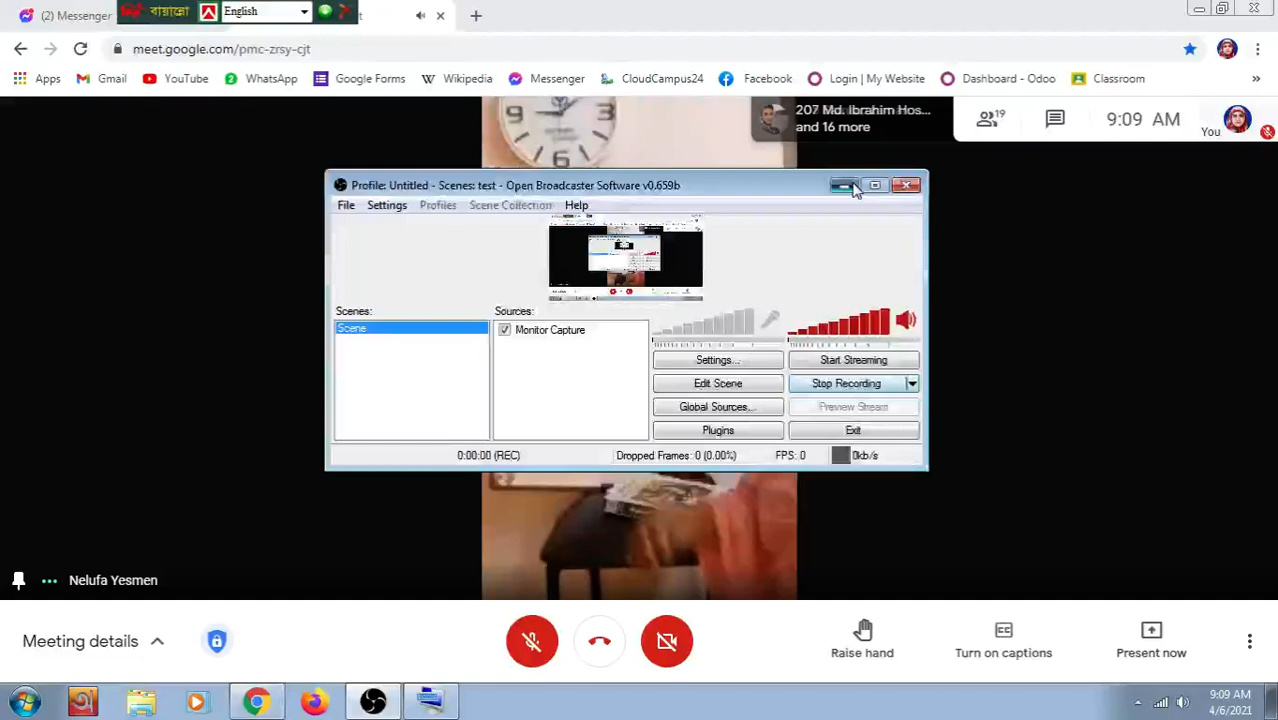 (2) Messenger
বায়ান্নো
English
t
meet.google.com/pmc-zrsy-cjt
Apps
Gmail
YouTube
WhatsApp
Google Forms
Wikipedia
Messenger
CloudCampus24
Facebook
Login | My Website
Dashboard - Odoo
Classroom
»
9
3
6
207 Md. Ibrahim Hos...
and 16 more
19
9:09 AM
You
Profile: Untitled - Scenes: test - Open Broadcaster Software v0.659b
File
Settings
Profiles
Scene Collection
Help
Scenes:
Sources:
Scene
Monitor Capture
Settings...
Start Streaming
Edit Scene
Stop Recording
Global Sources...
Preview Stream
Plugins
Exit
0:00:00 (REC)
Dropped Frames: 0 (0.00%)
FPS: 0
0kb/s
Nelufa Yesmen
Meeting details
Raise hand
Turn on captions
Present now
9:09 AM
4/6/2021